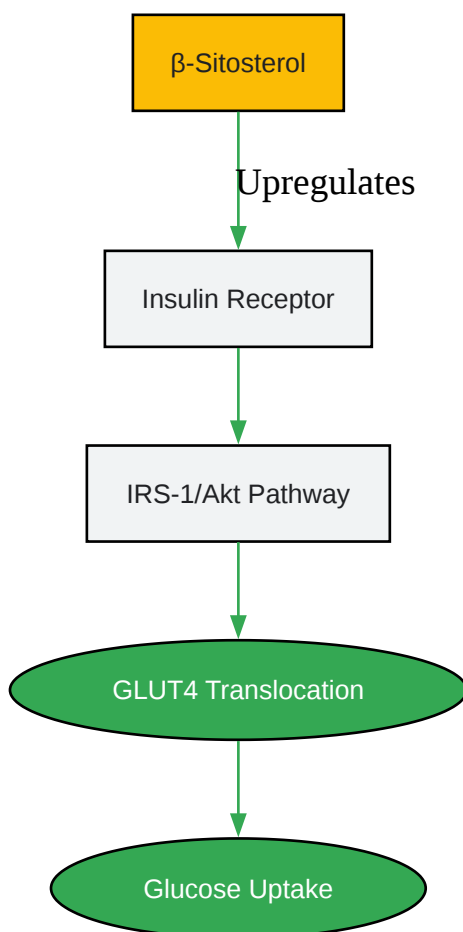 β-Sitosterol
Upregulates
Insulin Receptor
IRS-1/Akt Pathway
GLUT4 Translocation
Glucose Uptake